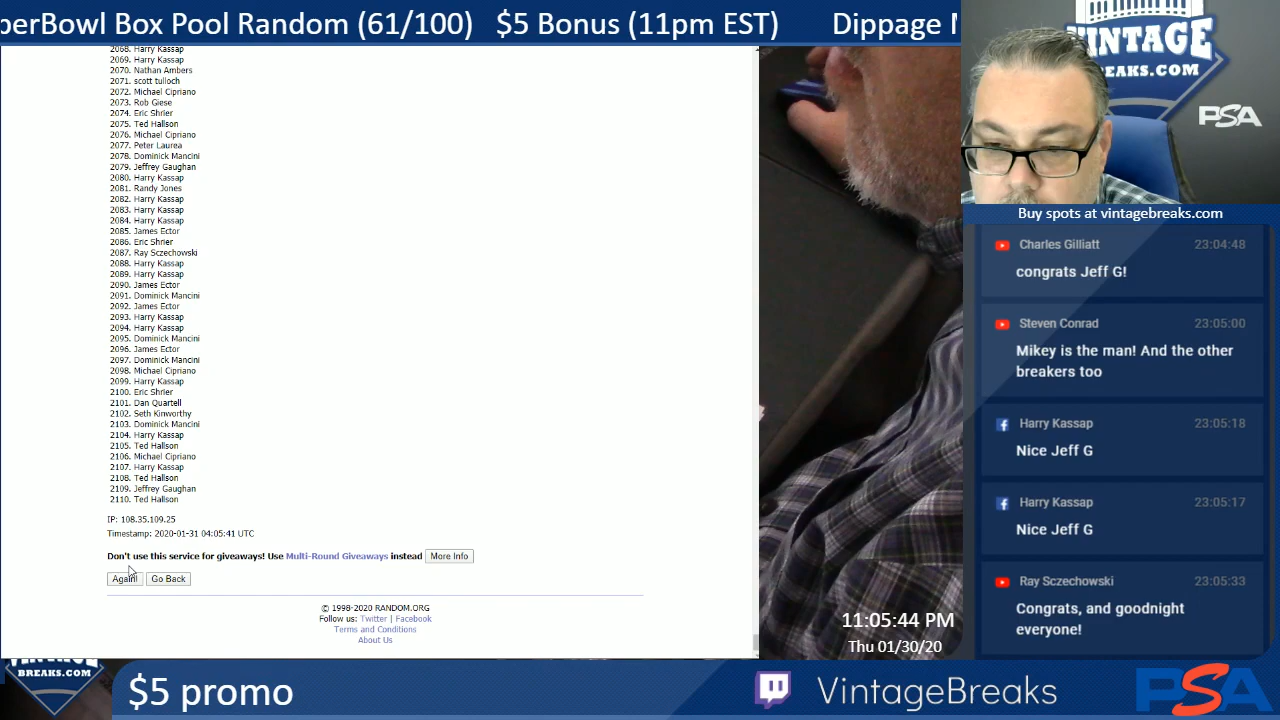 perBowl Box Pool Random (61/100) $5 Bonus (11pm EST) Dippage
2068. Harry Kassap
2069. Harry Kassap
2070. Nathan Ambers
2071. scott tulloch
2072. Michael Cipriano
2073. Rob Giese
2074. Eric Shrier
2075. Ted Hallson
2076. Michael Cipriano
2077. Peter Laurea
2078. Dominick Mancini
2079. Jeffrey Gaughan
2080. Harry Kassap
2081. Randy Jones
2082. Harry Kassap
2083. Harry Kassap
2084. Harry Kassap
2085. James Ector
2086. Eric Shrier
2087. Ray Sczechowski
2088. Harry Kassap
2089. Harry Kassap
2090. James Ector
2091. Dominick Mancini
2092. James Ector
2093. Harry Kassap
2094. Harry Kassap
2095. Dominick Mancini
2096. James Ector
2097. Dominick Mancini
2098. Michael Cipriano
2099. Harry Kassap
2100. Eric Shrier
2101. Dan Quartell
2102. Seth Kinworthy
2103. Dominick Mancini
2104. Harry Kassap
2105. Ted Hallson
2106. Michael Cipriano
2107. Harry Kassap
2108. Ted Hallson
2109. Jeffrey Gaughan
2110. Ted Hallson
IP: 108.35.109.25
Timestamp: 2020-01-31 04:05:41 UTC
Don't use this service for giveaways! Use Multi-Round Giveaways instead More Info
Again! Go Back
© 1998-2020 RANDOM.ORG
Follow us: Twitter | Facebook
Terms and Conditions
About Us
VINTAGE
BREAKS.COM
PSA
Buy spots at vintagebreaks.com
Charles Gilliatt 23:04:48
congrats Jeff G!
Steven Conrad 23:05:00
Mikey is the man! And the other
breakers too
Harry Kassap 23:05:18
Nice Jeff G
Harry Kassap 23:05:17
Nice Jeff G
Ray Sczechowski 23:05:33
Congrats, and goodnight
everyone!
11:05:44 PM
Thu 01/30/20
VINTAGE
BREAKS.COM
$5 promo
VintageBreaks
PSA